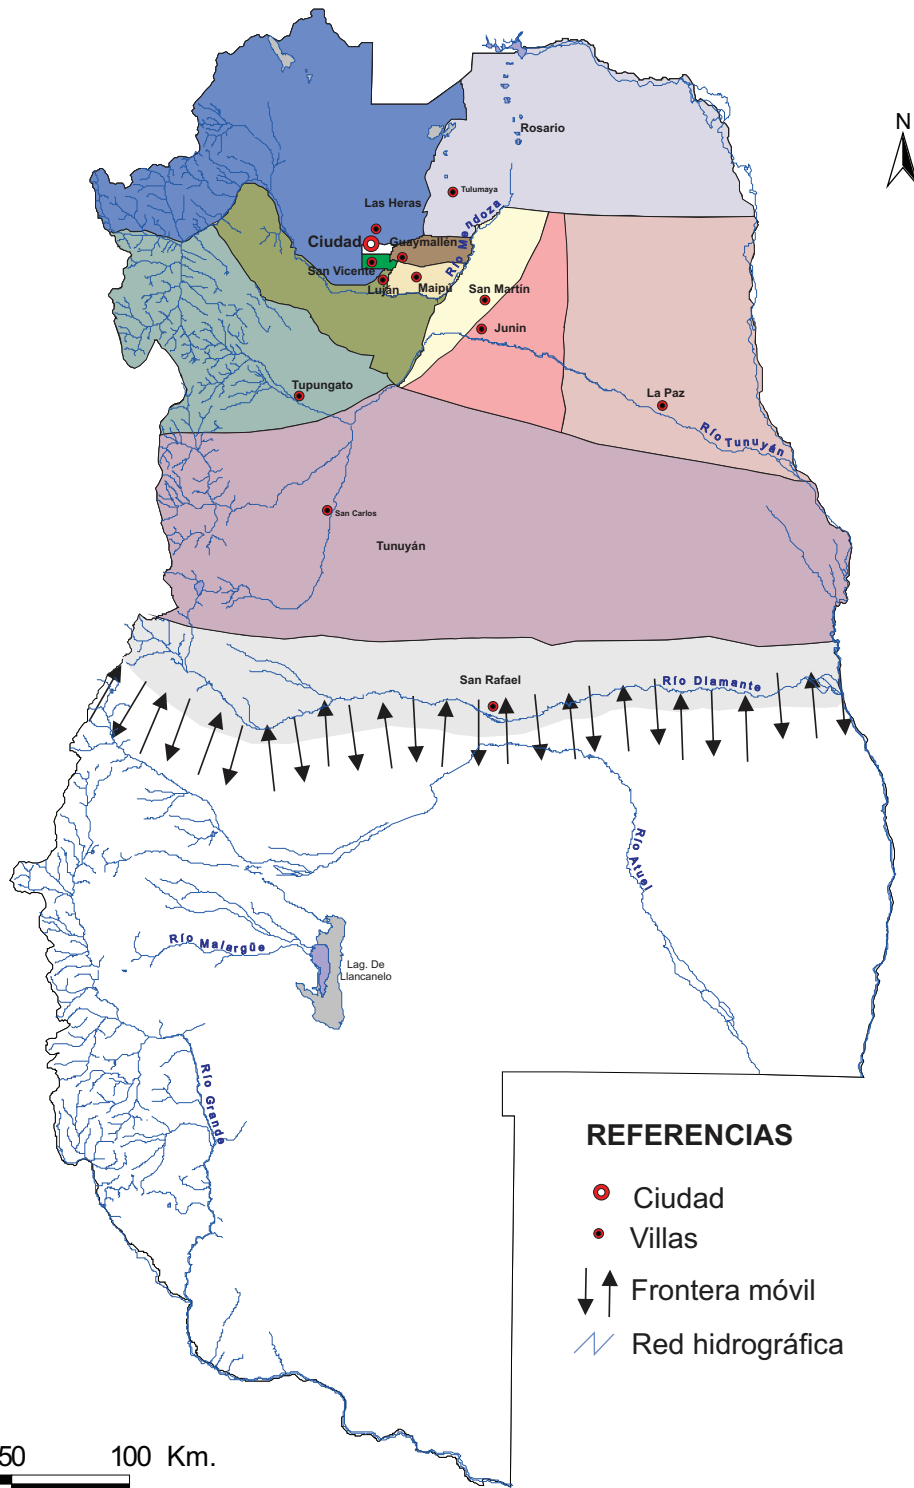 N
Rosario
Tulumaya
Las Heras
Río Mendoza
Ciudad
Guaymallén
San Vicente
Luján
Maipú
San Martín
Junin
Tupungato
La Paz
Río Tunuyán
San Carlos
Tunuyán
San Rafael
Río Diamante
Río Atuel
Río Malargüe
Lag. De
Llancanelo
Río Grande
REFERENCIAS
Ciudad
Villas
Frontera móvil
Red hidrográfica
50 100 Km.